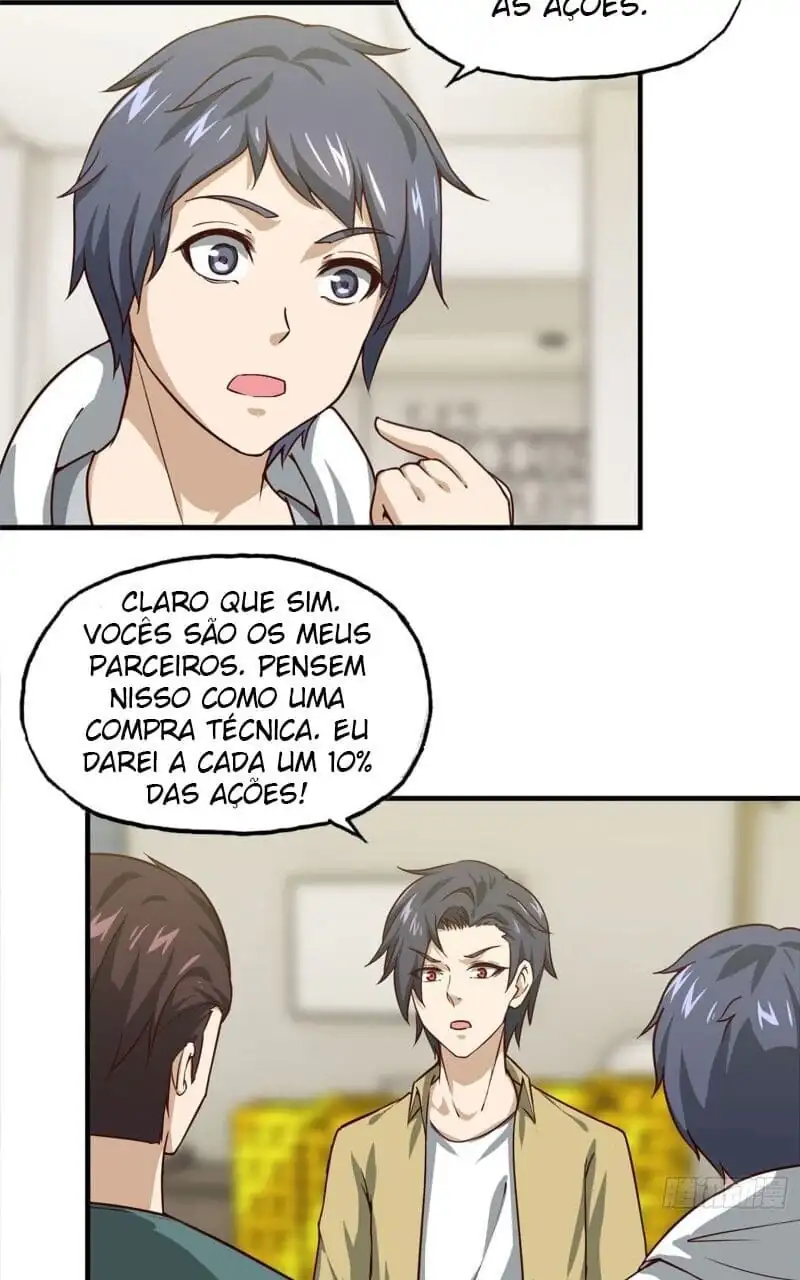 AS AÇÕES.
CLARO QUE SIM.
VOCÊS SÃO OS MEUS
PARCEIROS. PENSEM
NISSO COMO UMA
COMPRA TÉCNICA. EU
DAREI A CADA UM 10%
DAS AÇÕES!